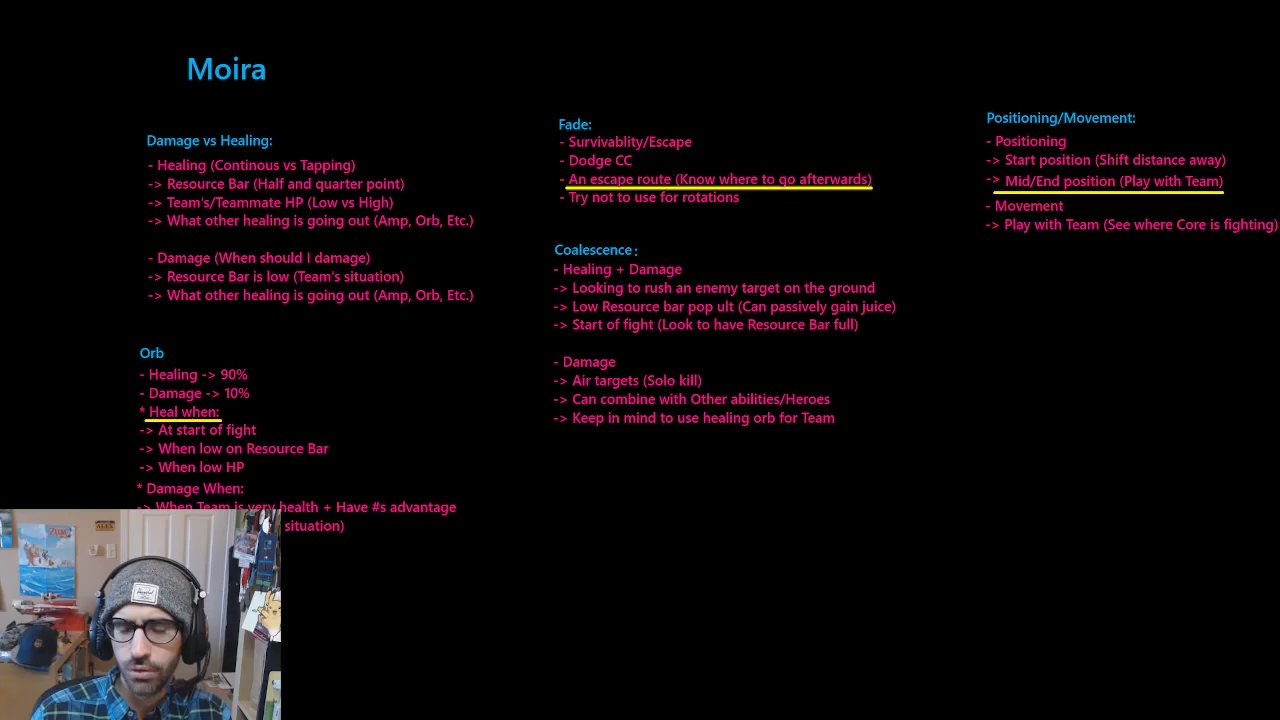 Moira
Damage vs Healing:
- Healing (Continous vs Tapping)
-> Resource Bar (Half and quarter point)
-> Team's/Teammate HP (Low vs High)
-> What other healing is going out (Amp, Orb, Etc.)
- Damage (When should I damage)
-> Resource Bar is low (Team's situation)
-> What other healing is going out (Amp, Orb, Etc.)
Orb
- Healing -> 90%
- Damage -> 10%
* Heal when:
-> At start of fight
-> When low on Resource Bar
-> When low HP
* Damage When:
-> When Team is very health + Have #s advantage
situation)
Fade:
- Survivablity/Escape
- Dodge CC
- An escape route (Know where to go afterwards)
- Try not to use for rotations
Coalescence:
- Healing + Damage
-> Looking to rush an enemy target on the ground
-> Low Resource bar pop ult (Can passively gain juice)
-> Start of fight (Look to have Resource Bar full)
- Damage
-> Air targets (Solo kill)
-> Can combine with Other abilities/Heroes
-> Keep in mind to use healing orb for Team
Positioning/Movement:
- Positioning
-> Start position (Shift distance away)
-> Mid/End position (Play with Team)
- Movement
-> Play with Team (See where Core is fighting)